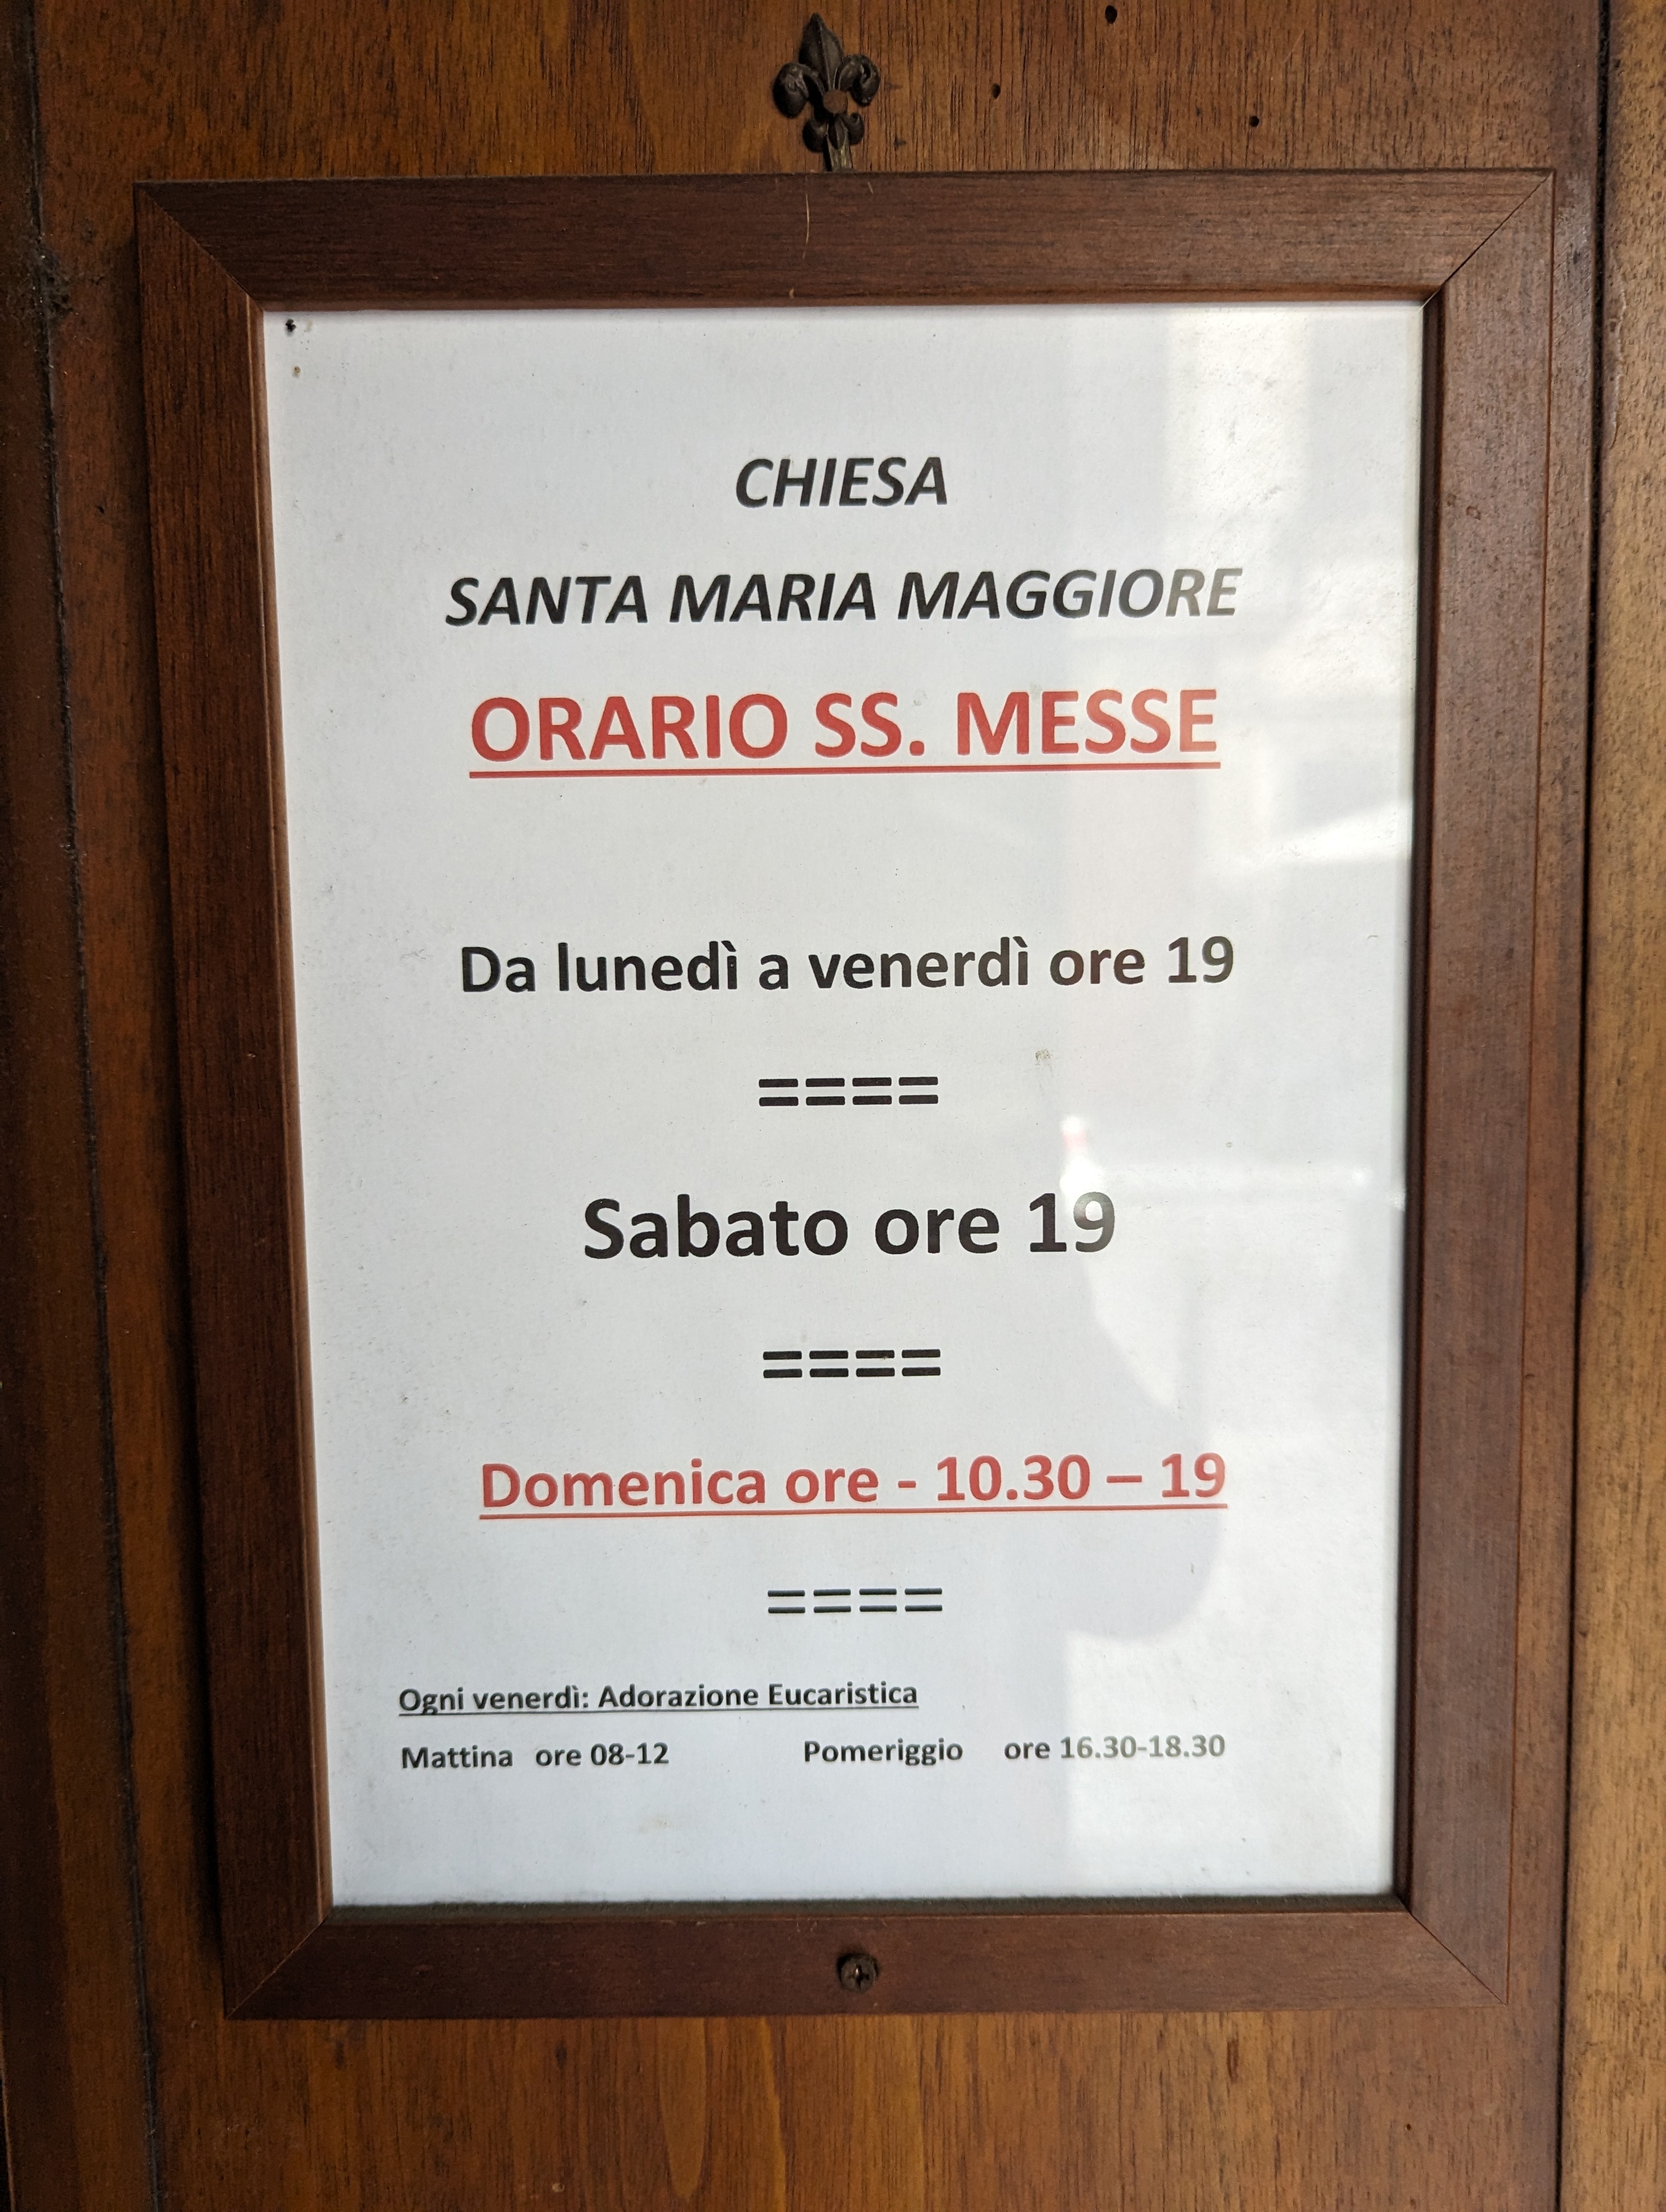 CHIESA
SANTA MARIA MAGGIORE
ORARIO SS. MESSE
Da lunedì a venerdì ore 19
====
Sabato ore 19
====
Domenica ore - 10.30 – 19
====
Ogni venerdì: Adorazione Eucaristica
Mattina ore 08-12 Pomeriggio ore 16.30-18.30